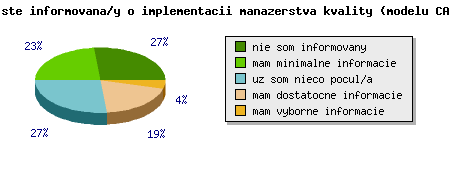 ste informovana/y o implementacii manazerstva kvality (modelu CA
23%
27%
4%
19%
27%
nie som informovany
mam minimalne informacie
uz som nieco pocul/a
mam dostatocne informacie
mam vyborne informacie